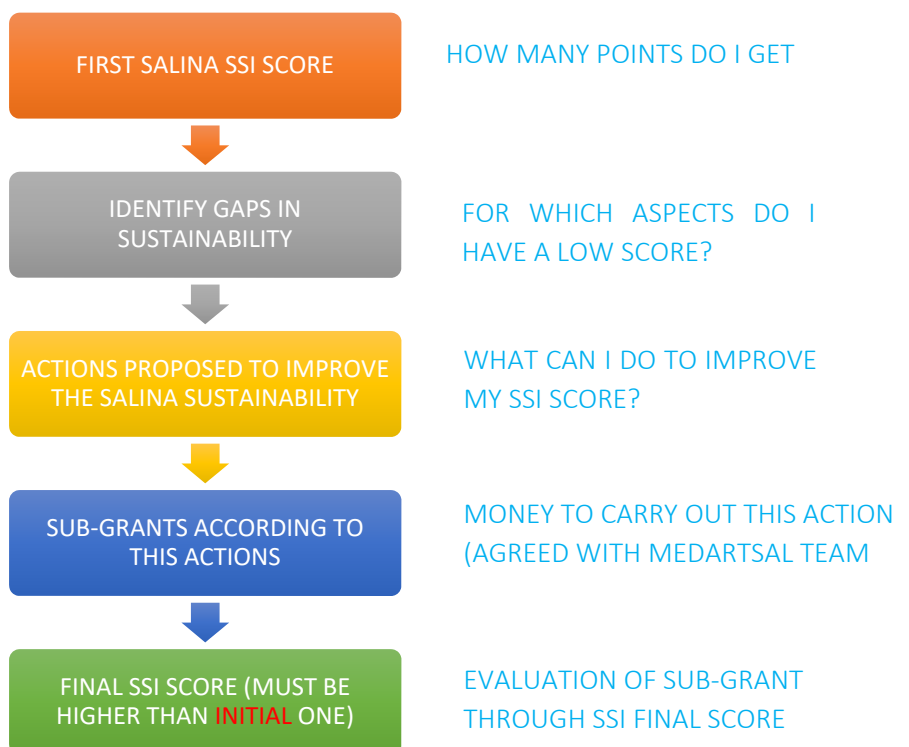 FIRST SALINA SSI SCORE
HOW MANY POINTS DO I GET
IDENTIFY GAPS IN
SUSTAINABILITY
FOR WHICH ASPECTS DO I
HAVE A LOW SCORE?
ACTIONS PROPOSED TO IMPROVE
THE SALINA SUSTAINABILITY
WHAT CAN I DO TO IMPROVE
MY SSI SCORE?
SUB-GRANTS ACCORDING TO
THIS ACTIONS
MONEY TO CARRY OUT THIS ACTION
(AGREED WITH MEDARTSAL TEAM
FINAL SSI SCORE (MUST BE
HIGHER THAN INITIAL ONE)
EVALUATION OF SUB-GRANT
THROUGH SSI FINAL SCORE